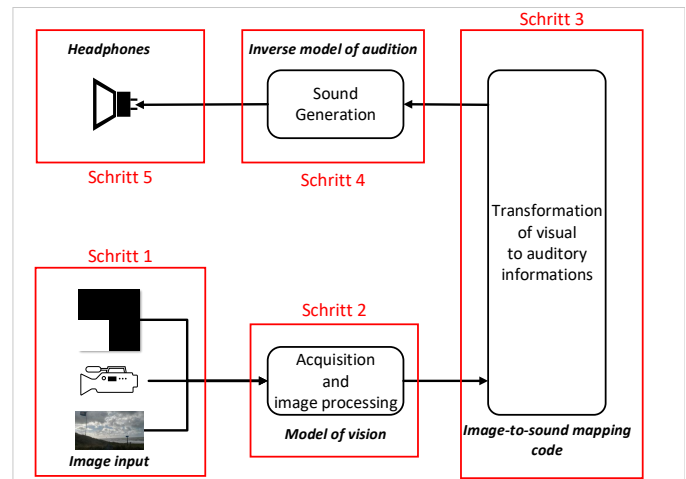 Schritt 3
Headphones
Inverse model of audition
Sound
Generation
Schritt 5
Schritt 4
Transformation
of visual
to auditory
informations
Schritt 1
Schritt 2
Acquisition
and
image processing
Model of vision
Image-to-sound mapping
code
Image input